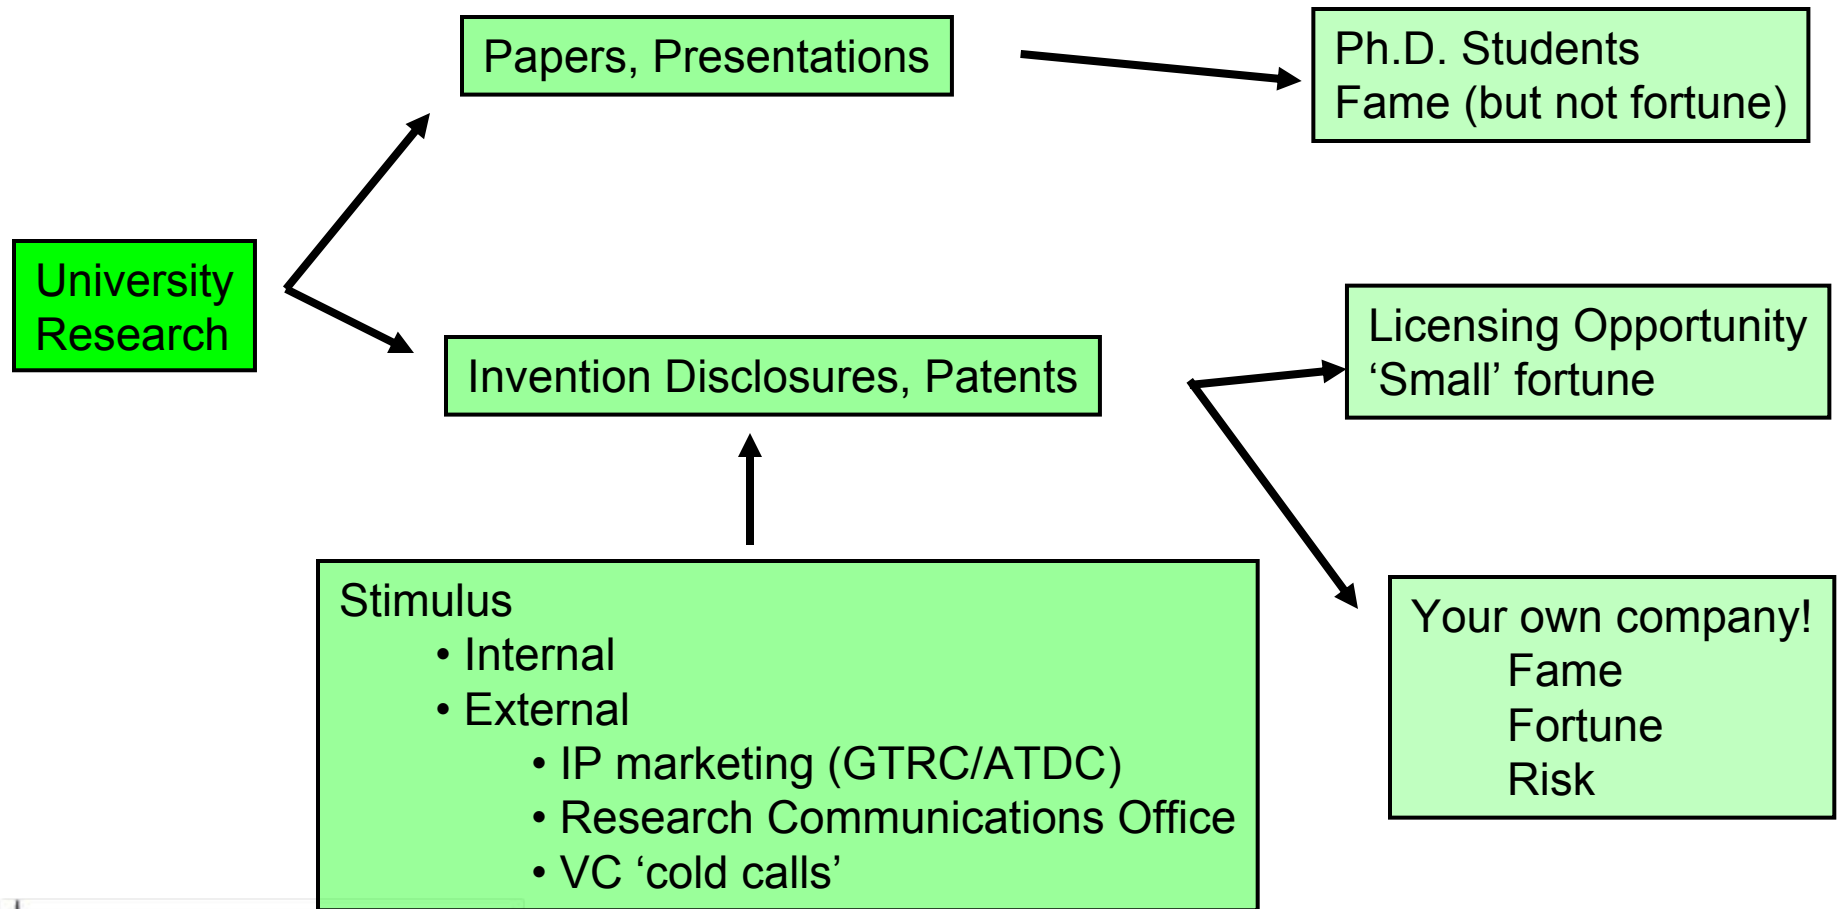 Papers, Presentations
Ph.D. Students
Fame (but not fortune)
University
Research
Invention Disclosures, Patents
Licensing Opportunity
‘Small’ fortune
Stimulus
• Internal
• External
• IP marketing (GTRC/ATDC)
• Research Communications Office
• VC ‘cold calls’
Your own company!
Fame
Fortune
Risk